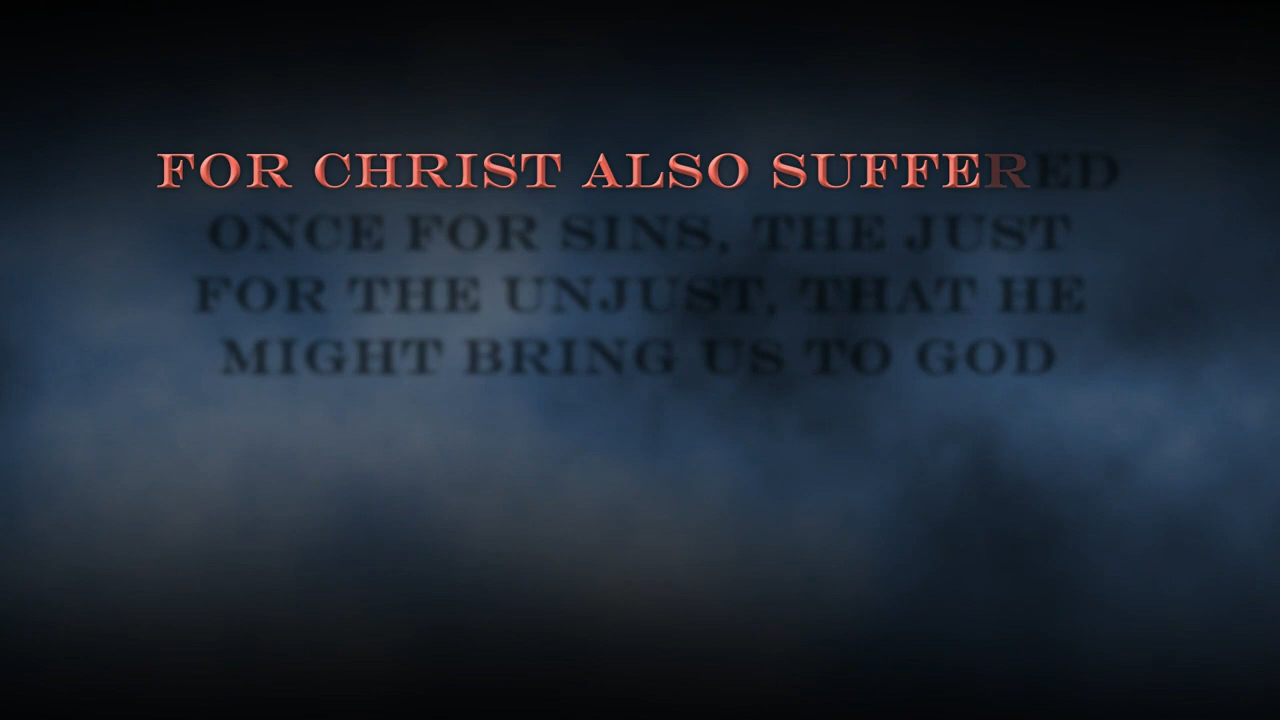 FOR CHRIST ALSO SUFFERED
ONCE FOR SINS, THE JUST
FOR THE UNJUST, THAT HE
MIGHT BRING US TO GOD